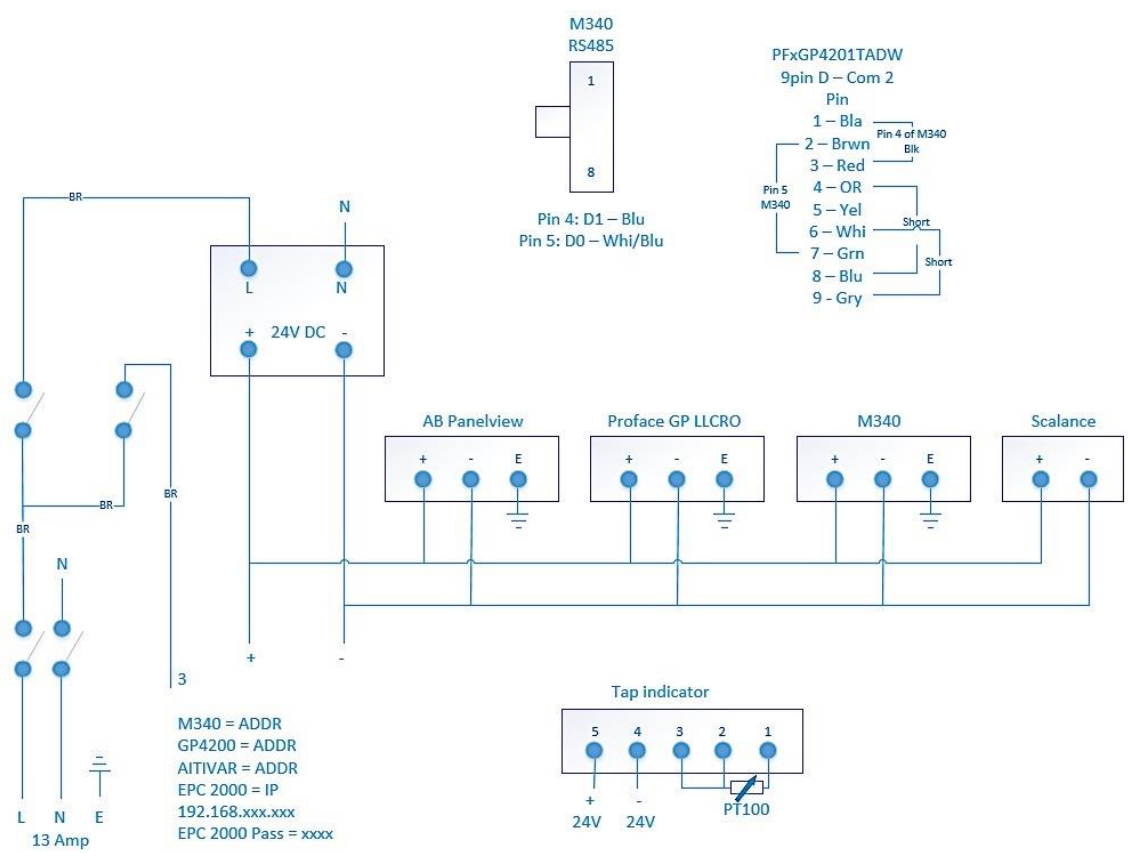 M340
RS485
1
8
Pin 4: D1 – Blu
Pin 5: D0 – Whi/Blu
PFxGP4201TADW
9pin D – Com 2
Pin
1 – Bla
2 – Brwn
3 – Red
4 – OR
5 – Yel
6 – Whi
7 – Grn
8 – Blu
9 - Gry
Pin 4 of M340
Blk
Pin 5
M340
Short
Short
BR
N
L
N
+ 24V DC -
BR
BR
BR
N
3
+
-
AB Panelview
+ - E
Proface GP LLCRO
+ - E
M340
+ - E
Scalance
+ -
Tap indicator
5 4 3 2 1
+ -
24V 24V
PT100
M340 = ADDR
GP4200 = ADDR
AITIVAR = ADDR
EPC 2000 = IP
192.168.xxx.xxx
EPC 2000 Pass = xxxx
L N E
13 Amp